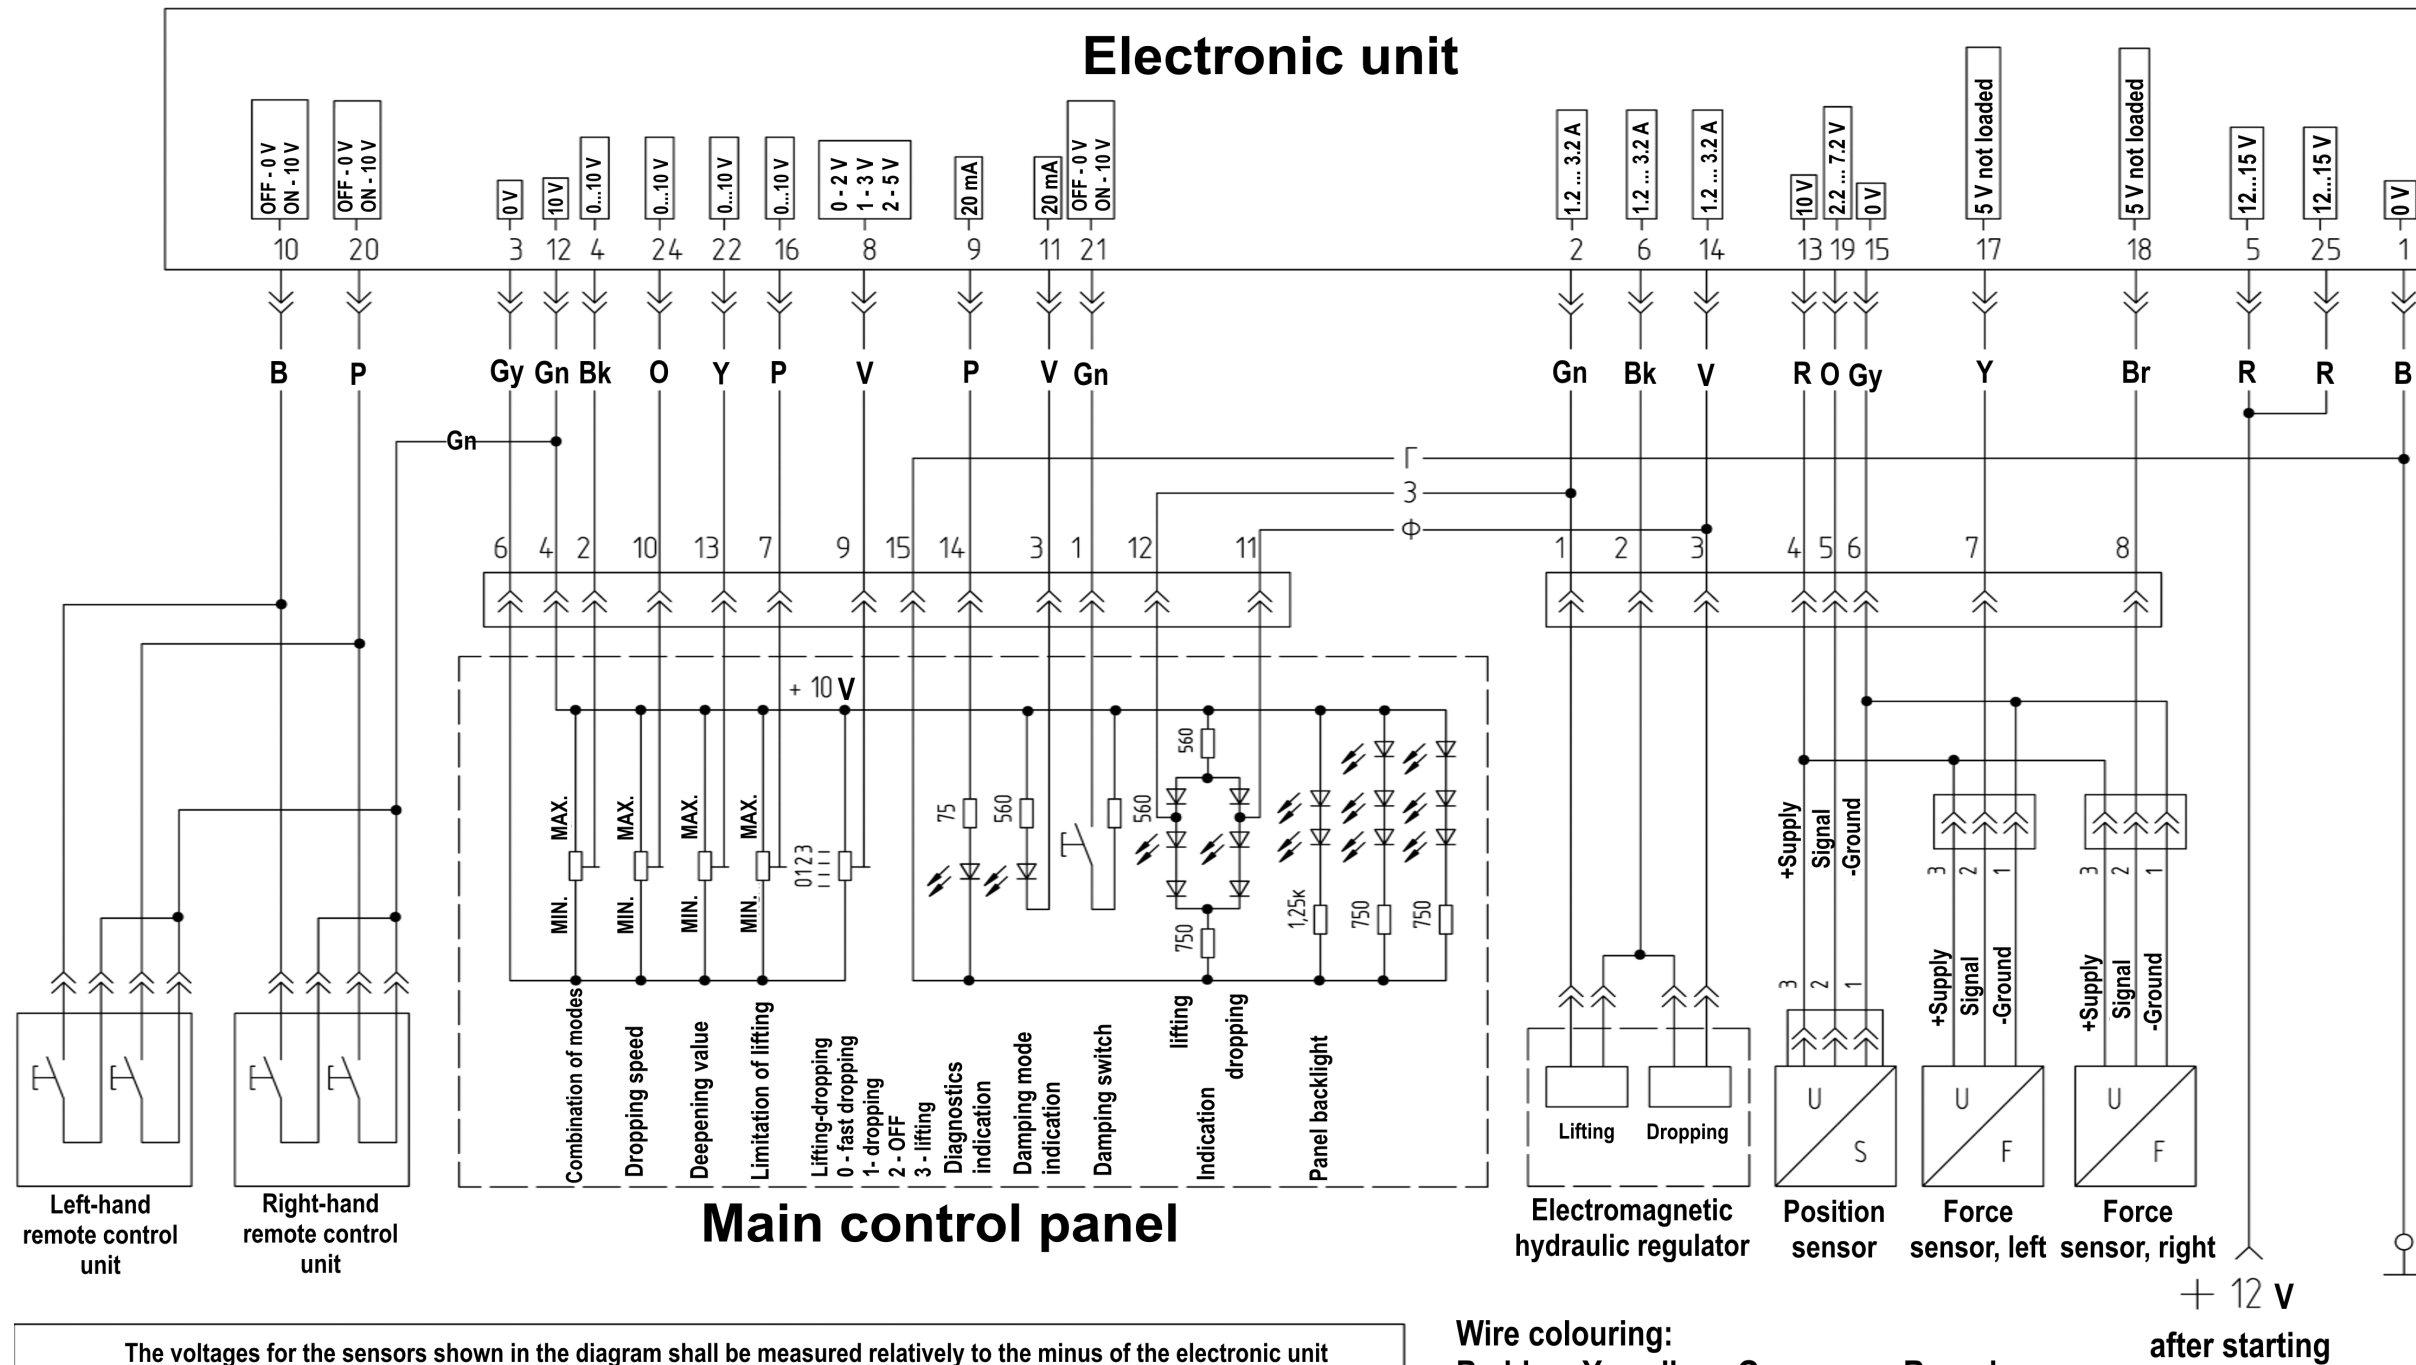 Electronic unit
OFF - 0 V
ON - 10 V
OFF - 0 V
ON - 10 V
0 V
10 V
0...10 V
0...10 V
0...10 V
0...10 V
0 - 2 V
1 - 3 V
2 - 5 V
20 mA
20 mA
OFF - 0 V
ON - 10 V
1.2 ... 3.2 A
1.2 ... 3.2 A
1.2 ... 3.2 A
10 V
2.2 ... 7.2 V
0 V
5 V not loaded
5 V not loaded
12...15 V
12...15 V
0 V
10 20 3 12 4 24 22 16 8 9 11 21 2 6 14 13 19 15 17 18 5 25 1
B P Gy Gn Bk O Y P V P V Gn Gn Bk V R O Gy Y Br R R B
Gn
Г
З
Ф
6 4 2 10 13 7 9 15 14 3 1 12 11 1 2 3 4 5 6 7 8
+ 10 V
MAX.
MIN.
MAX.
MIN.
MAX.
MIN.
MAX.
MIN.
0123
75
560
560
560
750
1,25к
750
750
+Supply
Signal
-Ground
3 2 1
3 2 1
3 2 1
+Supply
Signal
-Ground
+Supply
Signal
-Ground
Combination of modes
Dropping speed
Deepening value
Limitation of lifting
Lifting-dropping
0 - fast dropping
1- dropping
2 - OFF
3 - lifting
Diagnostics
indication
Damping mode
indication
Damping switch
Indication
lifting
dropping
Panel backlight
Lifting
Dropping
U
S
U
F
U
F
Left-hand
remote control
unit
Right-hand
remote control
unit
Main control panel
Electromagnetic
hydraulic regulator
Position
sensor
Force
sensor, left
Force
sensor, right
+ 12 V
after starting
The voltages for the sensors shown in the diagram shall be measured relatively to the minus of the electronic unit
Wire colouring: